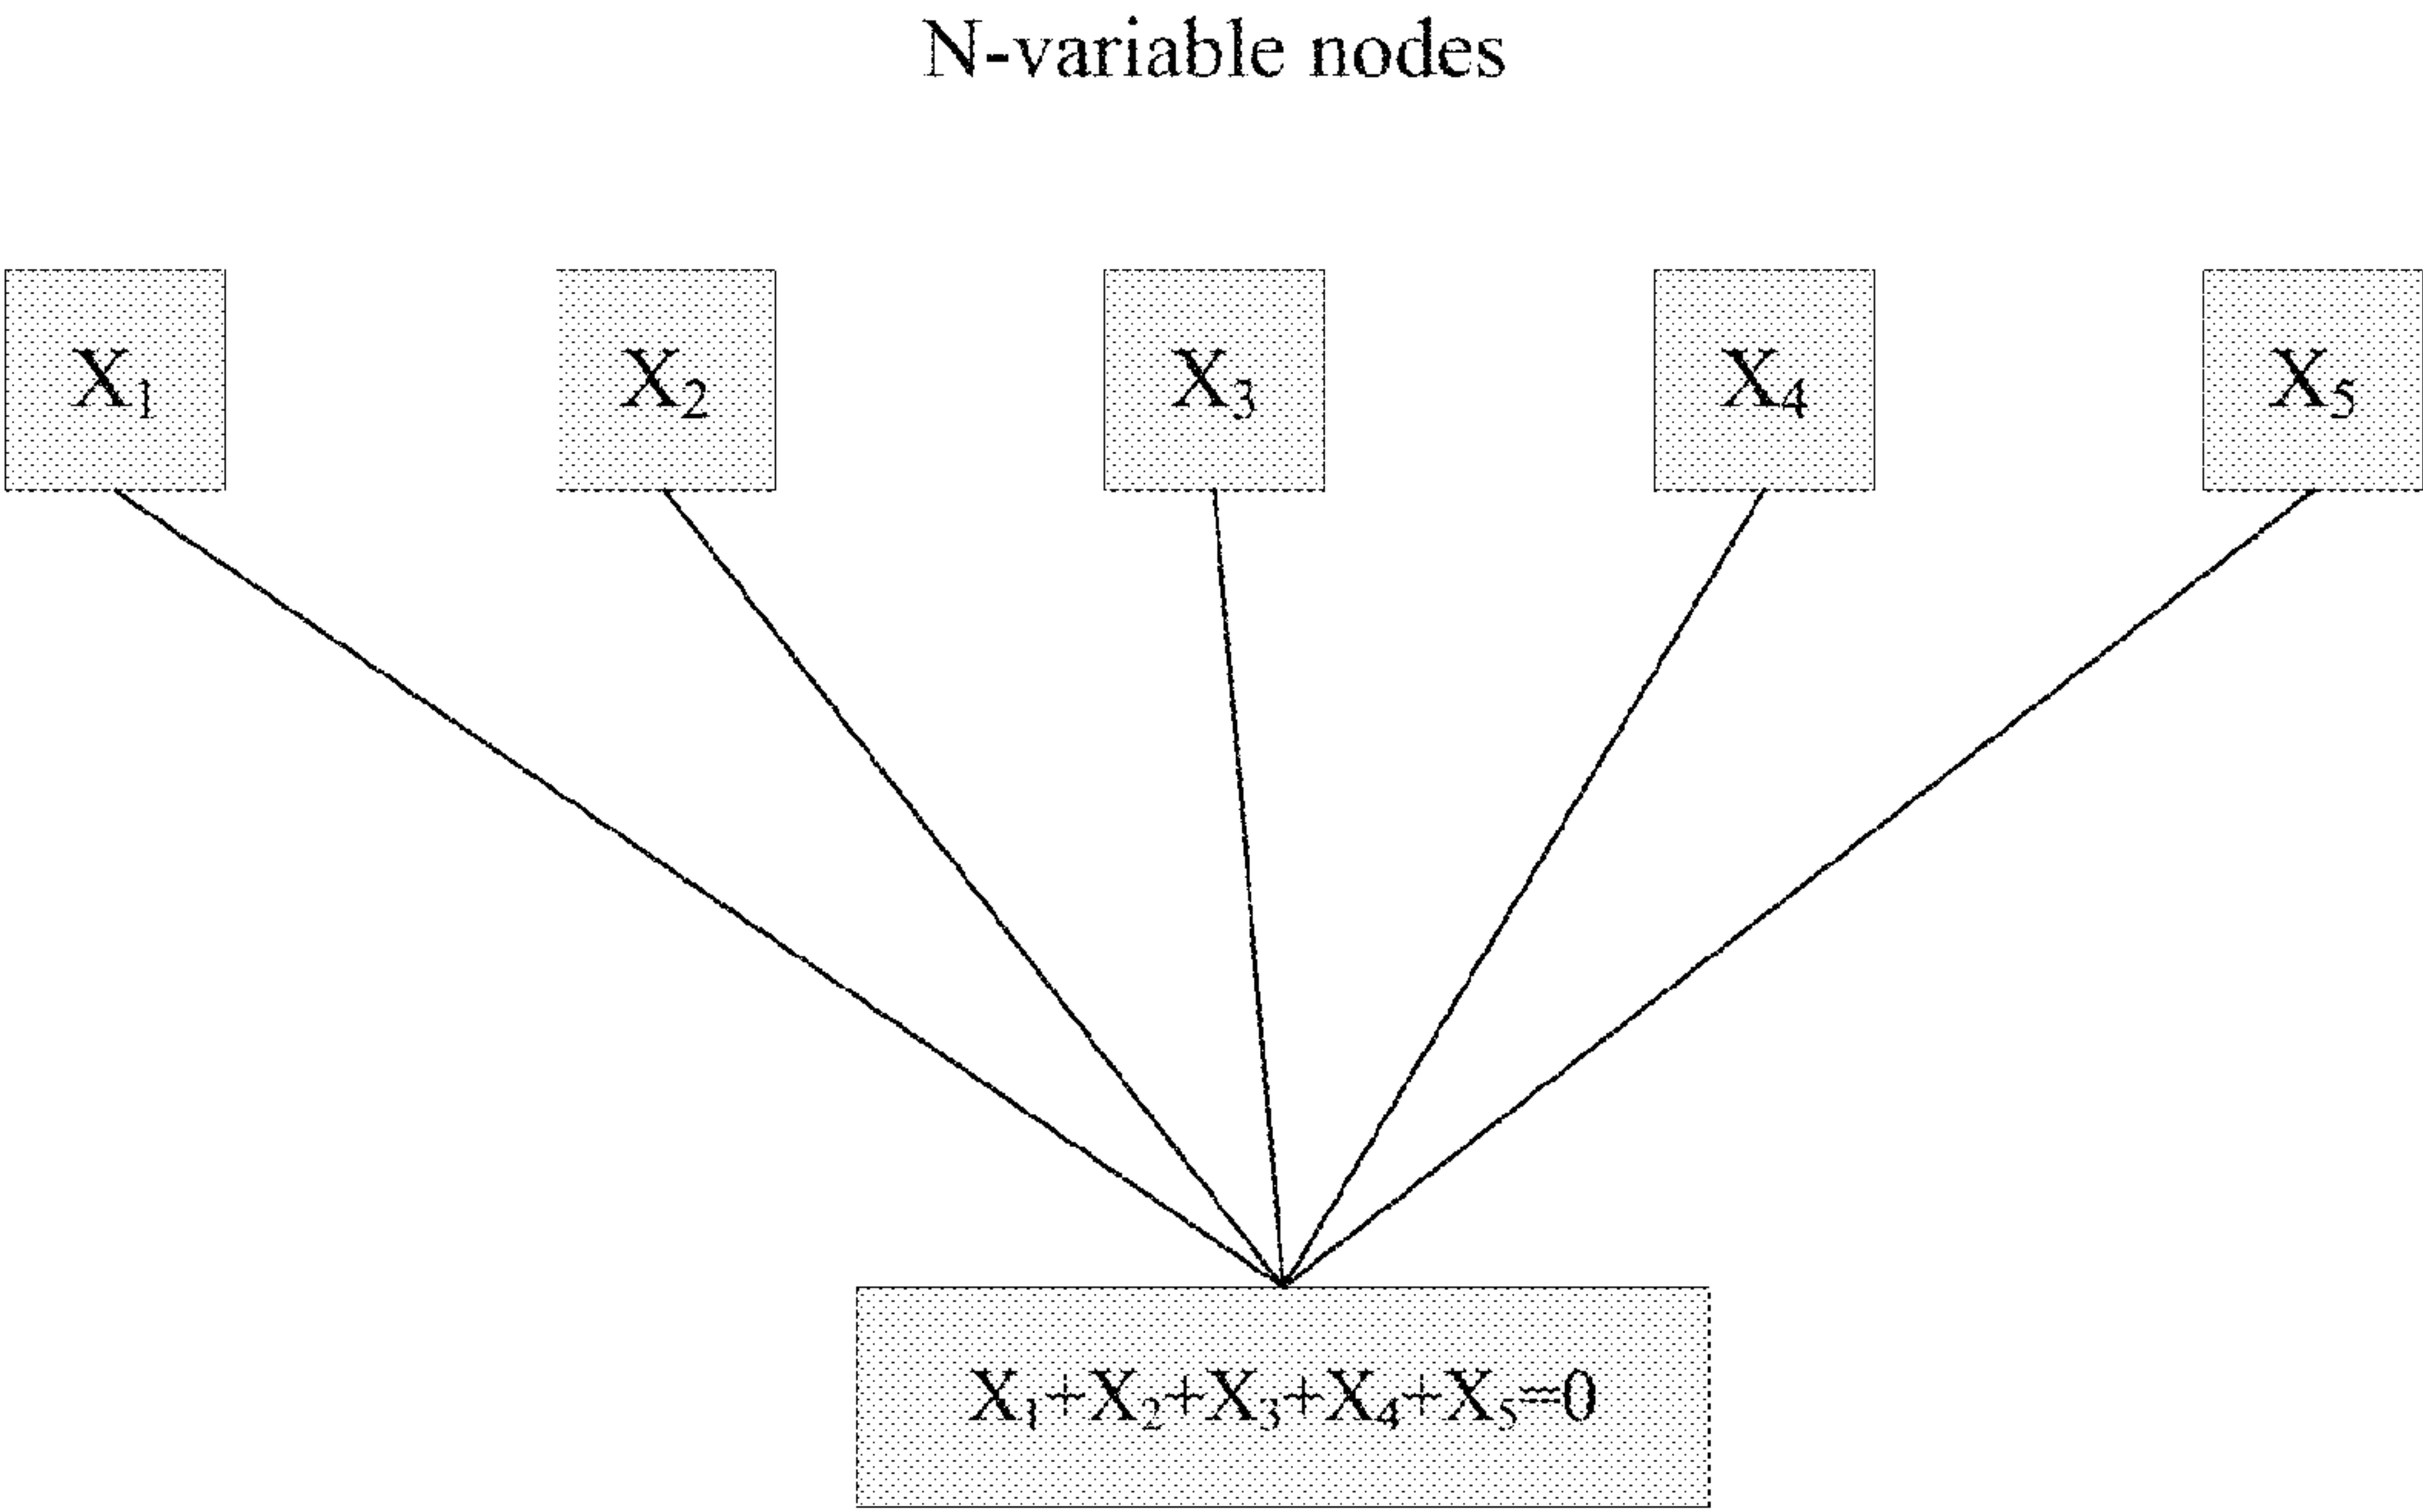 N-variable nodes
X₁ X₂ X₃ X₄ X₅
X₁+X₂+X₃+X₄+X₅=0